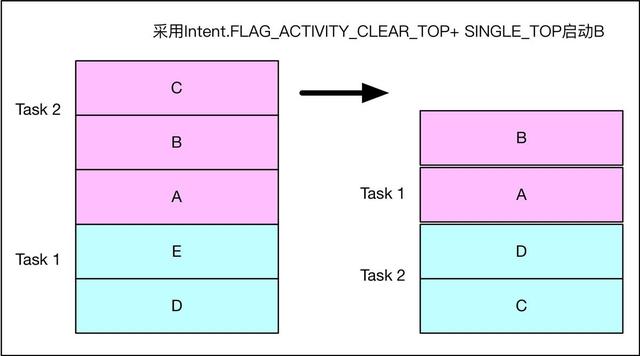 采用Intent.FLAG_ACTIVITY_CLEAR_TOP+ SINGLE_TOP启动B
Task 2
C
B
A
Task 1
E
D
B
Task 1
A
D
Task 2
C